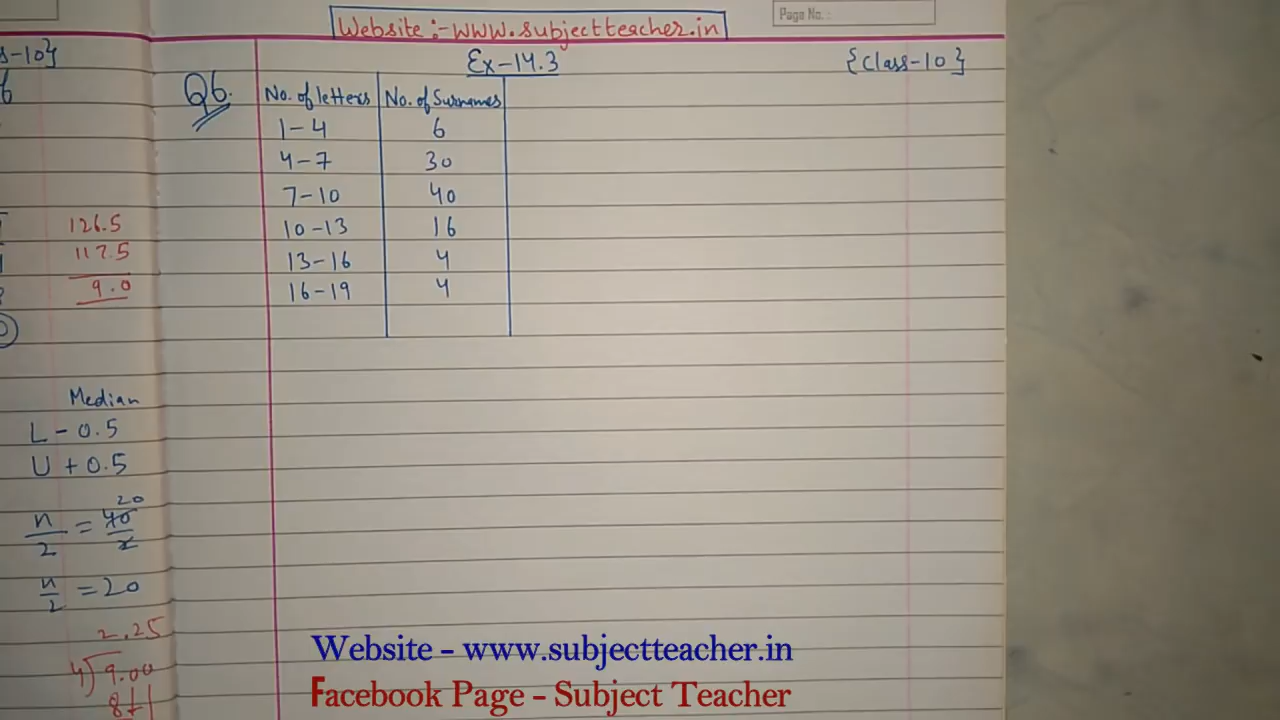 Website :- www.subjectteacher.in
Page No. :
s-10}
Ex-14.3
{Class-10}
Q6.
No. of letters No. of Surnames
1-4 6
4-7 30
7-10 40
10-13 16
13-16 4
16-19 4
126.5
117.5
9.0
Median
L - 0.5
U + 0.5
20
n/2 = 40/2
n/2 = 20
2.25
4)9.00
8
Website - www.subjectteacher.in
Facebook Page - Subject Teacher